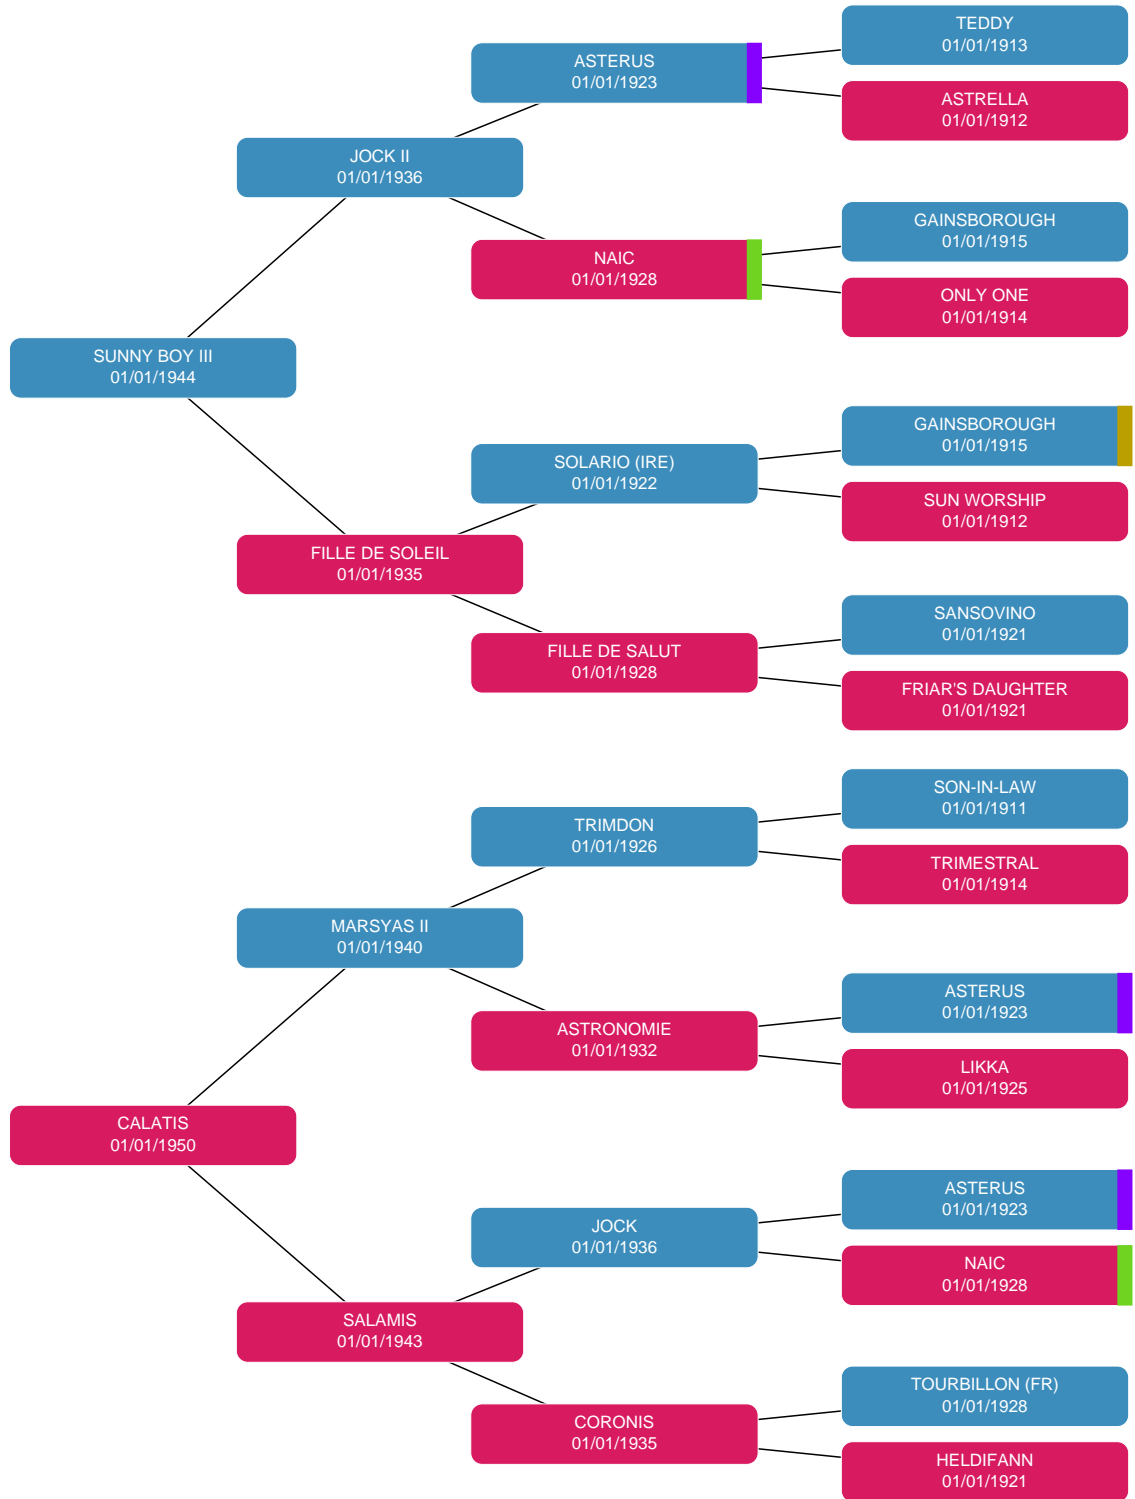 TEDDY
01/01/1913
ASTERUS
01/01/1923
ASTRELLA
01/01/1912
JOCK II
01/01/1936
GAINSBOROUGH
01/01/1915
NAIC
01/01/1928
ONLY ONE
01/01/1914
SUNNY BOY III
01/01/1944
GAINSBOROUGH
01/01/1915
SOLARIO (IRE)
01/01/1922
SUN WORSHIP
01/01/1912
FILLE DE SOLEIL
01/01/1935
SANSOVINO
01/01/1921
FILLE DE SALUT
01/01/1928
FRIAR'S DAUGHTER
01/01/1921
SON-IN-LAW
01/01/1911
TRIMDON
01/01/1926
TRIMESTRAL
01/01/1914
MARSYAS II
01/01/1940
ASTERUS
01/01/1923
ASTRONOMIE
01/01/1932
LIKKA
01/01/1925
CALATIS
01/01/1950
ASTERUS
01/01/1923
JOCK
01/01/1936
NAIC
01/01/1928
SALAMIS
01/01/1943
TOURBILLON (FR)
01/01/1928
CORONIS
01/01/1935
HELDIFANN
01/01/1921